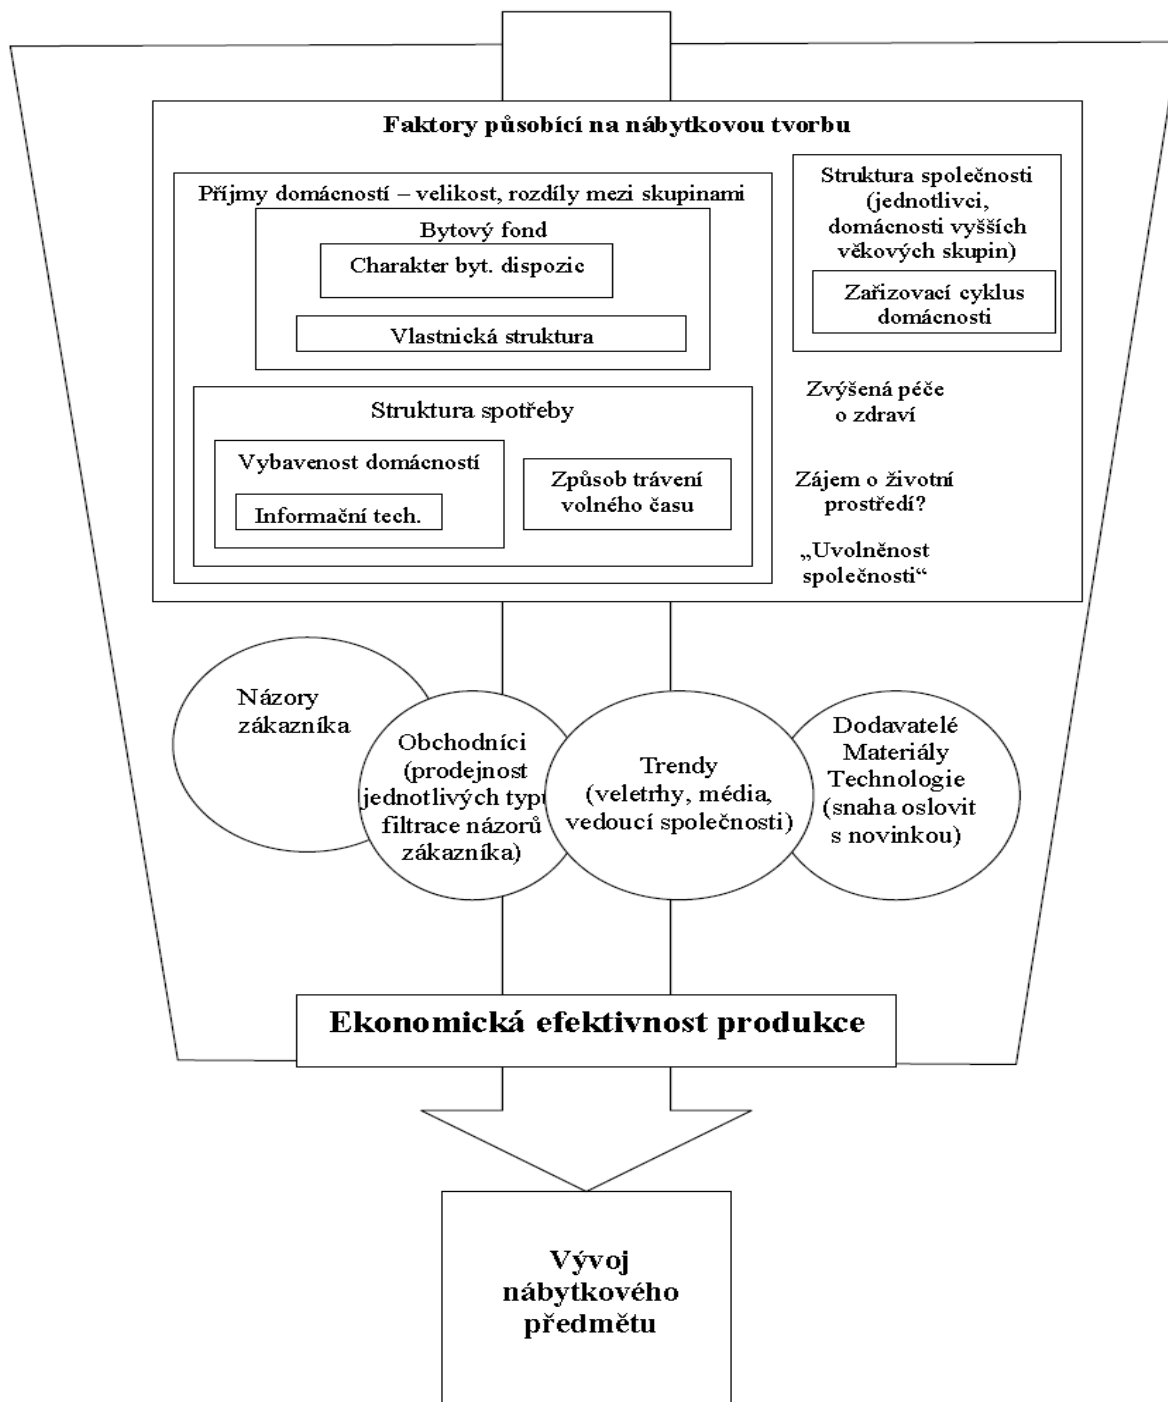 Faktory působící na nábytkovou tvorbu
Příjmy domácností – velikost, rozdíly mezi skupinami
Bytový fond
Charakter byt. dispozic
Vlastnická struktura
Struktura spotřeby
Vybavenost domácností
Informační tech.
Způsob trávení
volného času
Struktura společnosti
(jednotlivci,
domácnosti vyšších
věkových skupin)
Zařizovací cyklus
domácnosti
Zvýšená péče
o zdraví
Zájem o životní
prostředí?
„Uvolněnost
společnosti“
Názory
zákazníka
Obchodníci
(prodejnost
jednotlivých
filtrace názorů
zákazníka)
Trendy
(veletrhy, média,
vedoucí společnosti)
Dodavatelé
Materiály
Technologie
(snaha oslovit
s novinkou)
Ekonomická efektivnost produkce
Vývoj
nábytkového
předmětu